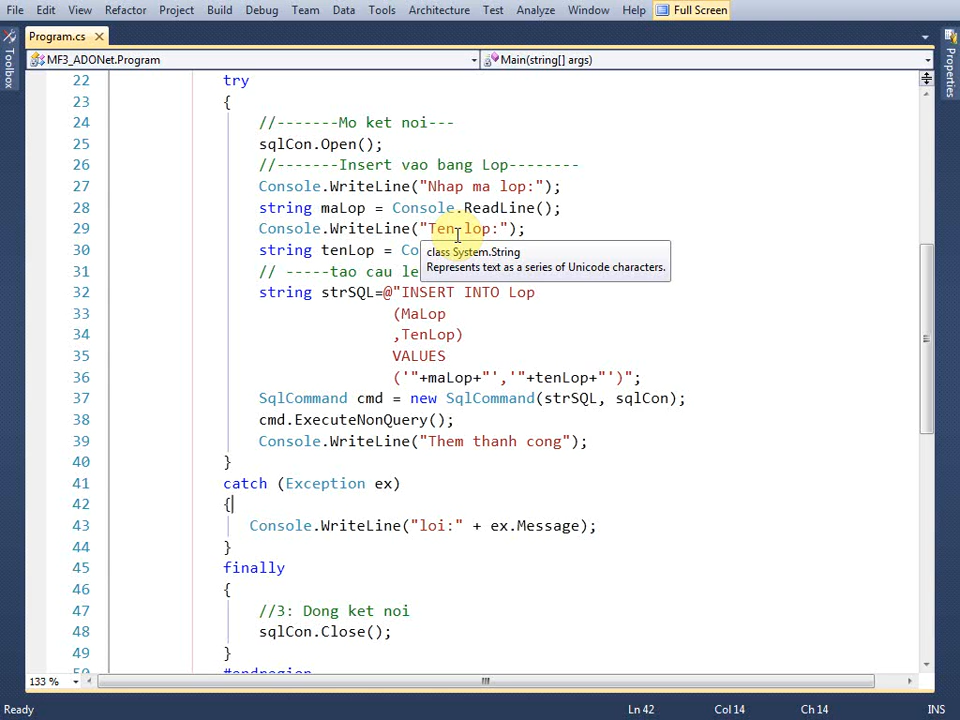 File Edit View Refactor Project Build Debug Team Data Tools Architecture Test Analyze Window Help Full Screen
Program.cs
Toolbox
Properties
MF3_ADONet.Program Main(string[] args)
22 try
23 {
24 //-------Mo ket noi---
25 sqlCon.Open();
26 //-------Insert vao bang Lop--------
27 Console.WriteLine("Nhap ma lop:");
28 string maLop = Console.ReadLine();
29 Console.WriteLine("Ten lop:");
30 string tenLop = Co
class System.String
Represents text as a series of Unicode characters.
31 // -----tao cau le
32 string strSQL=@"INSERT INTO Lop
33 (MaLop
34 ,TenLop)
35 VALUES
36 ('"+maLop+"','"+tenLop+"')";
37 SqlCommand cmd = new SqlCommand(strSQL, sqlCon);
38 cmd.ExecuteNonQuery();
39 Console.WriteLine("Them thanh cong");
40 }
41 catch (Exception ex)
42 {
43 Console.WriteLine("loi:" + ex.Message);
44 }
45 finally
46 {
47 //3: Dong ket noi
48 sqlCon.Close();
49 }
50 #endregion
133 %
Ready Ln 42 Col 14 Ch 14 INS